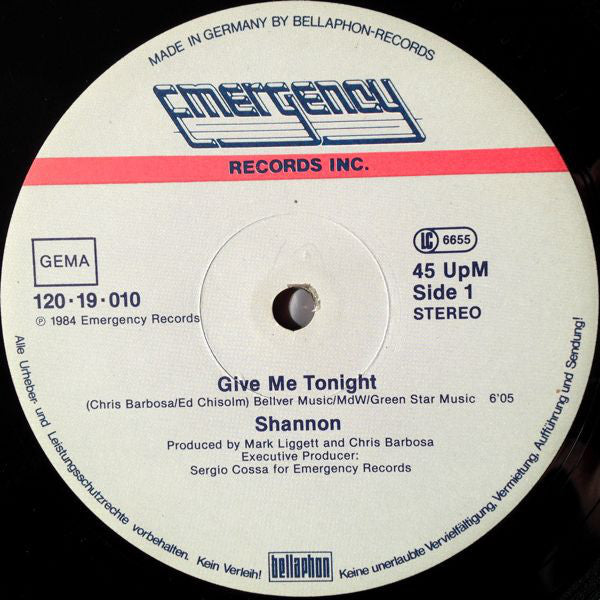 MADE IN GERMANY BY BELLAPHON-RECORDS
Emergency
RECORDS INC.
GEMA
LC 6655
120·19·010
℗ 1984 Emergency Records
45 UpM
Side 1
STEREO
Give Me Tonight
(Chris Barbosa/Ed Chisolm) Bellver Music/MdW/Green Star Music 6'05
Shannon
Produced by Mark Liggett and Chris Barbosa
Executive Producer:
Sergio Cossa for Emergency Records
Alle Urheber- und Leistungsschutzrechte vorbehalten. Kein Verleih!
bellaphon
Keine unerlaubte Vervielfältigung, Vermietung, Aufführung und Sendung!